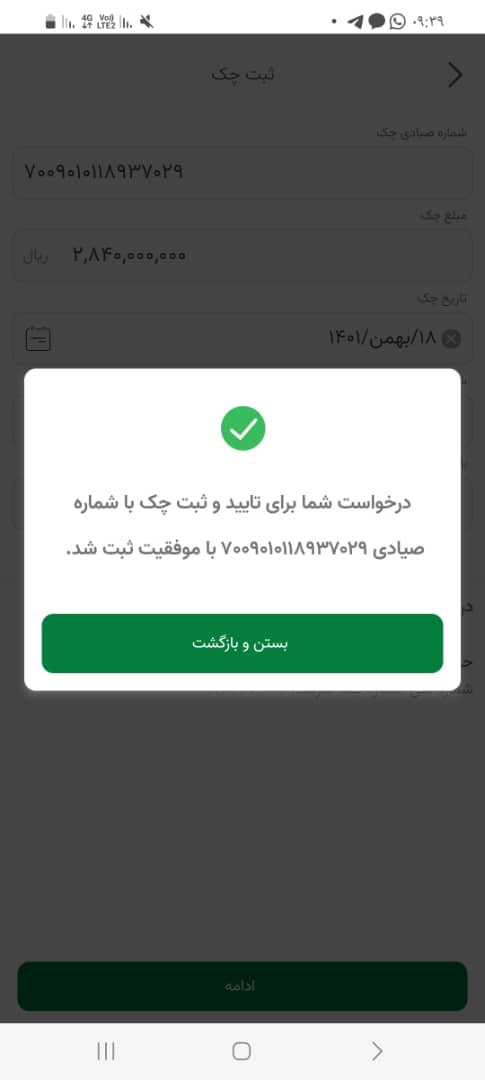 ۰۹:۳۹
4G
Vo))
LTE2
ثبت چک
شماره صیادی چک
۷۰۰۹۰۱۰۱۱۸۹۳۷۰۲۹
مبلغ چک
۲,۸۴۰,۰۰۰,۰۰۰ ریال
تاریخ چک
۱۸/بهمن/۱۴۰۱
درخواست شما برای تایید و ثبت چک با شماره
صیادی ۷۰۰۹۰۱۰۱۱۸۹۳۷۰۲۹ با موفقیت ثبت شد.
بستن و بازگشت
ادامه